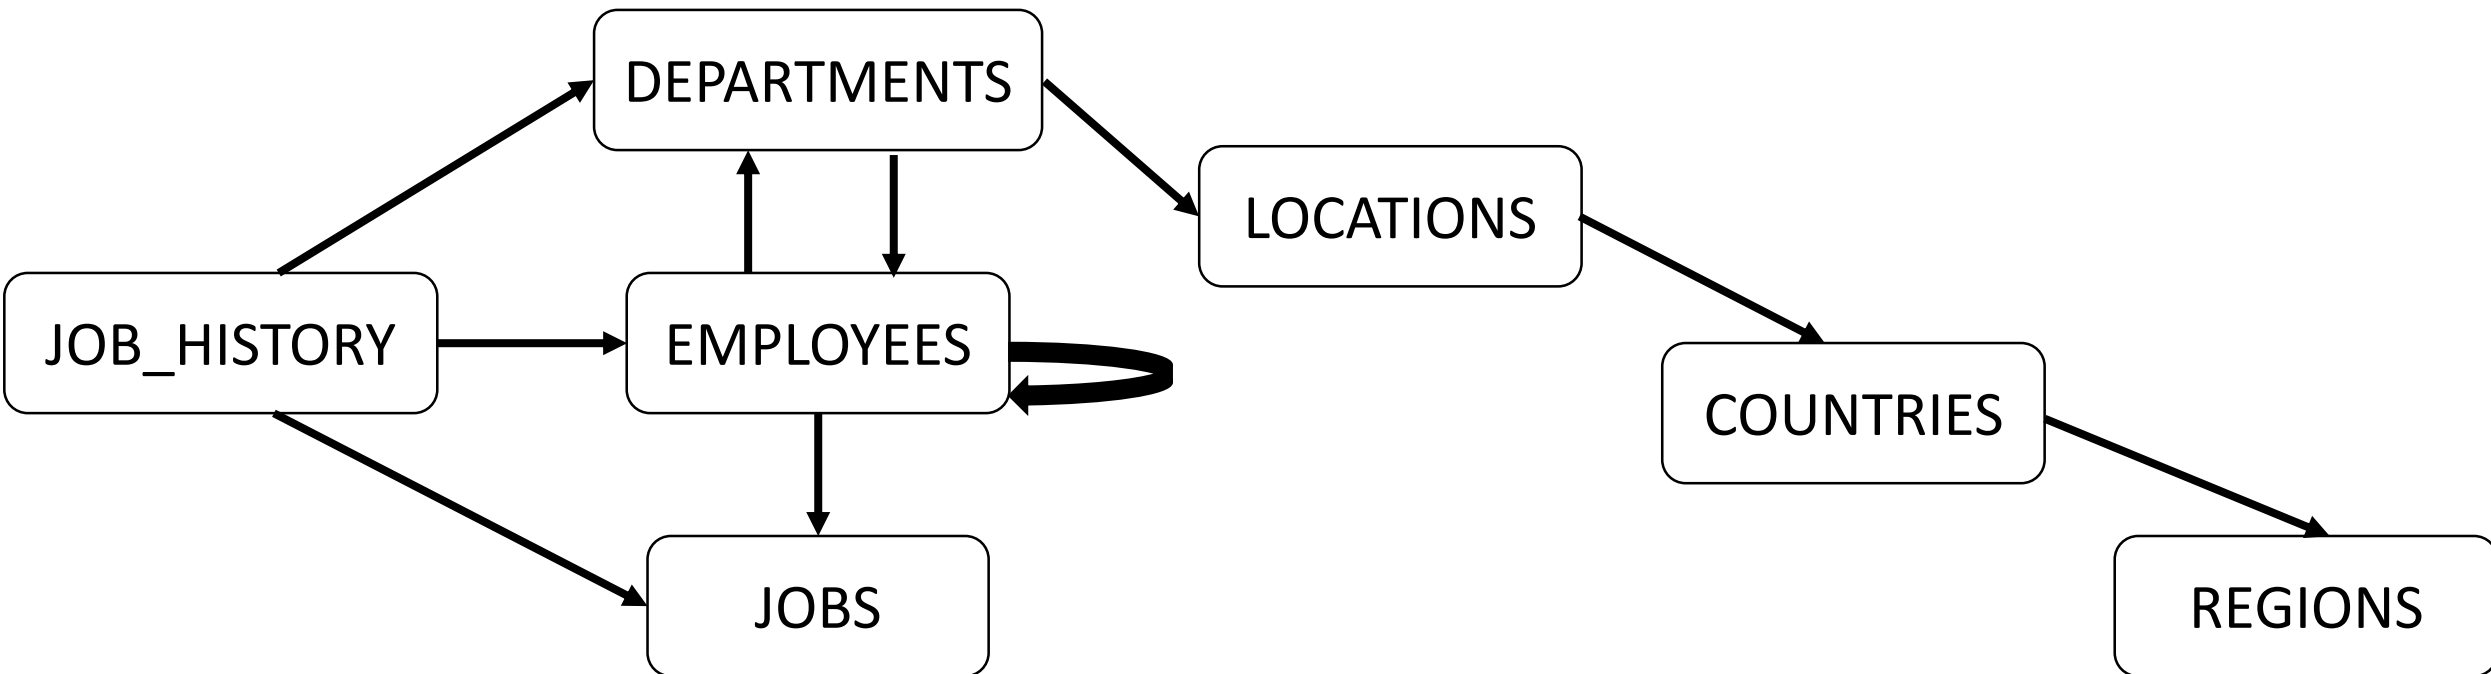 DEPARTMENTS
LOCATIONS
JOB_HISTORY
EMPLOYEES
COUNTRIES
JOBS
REGIONS